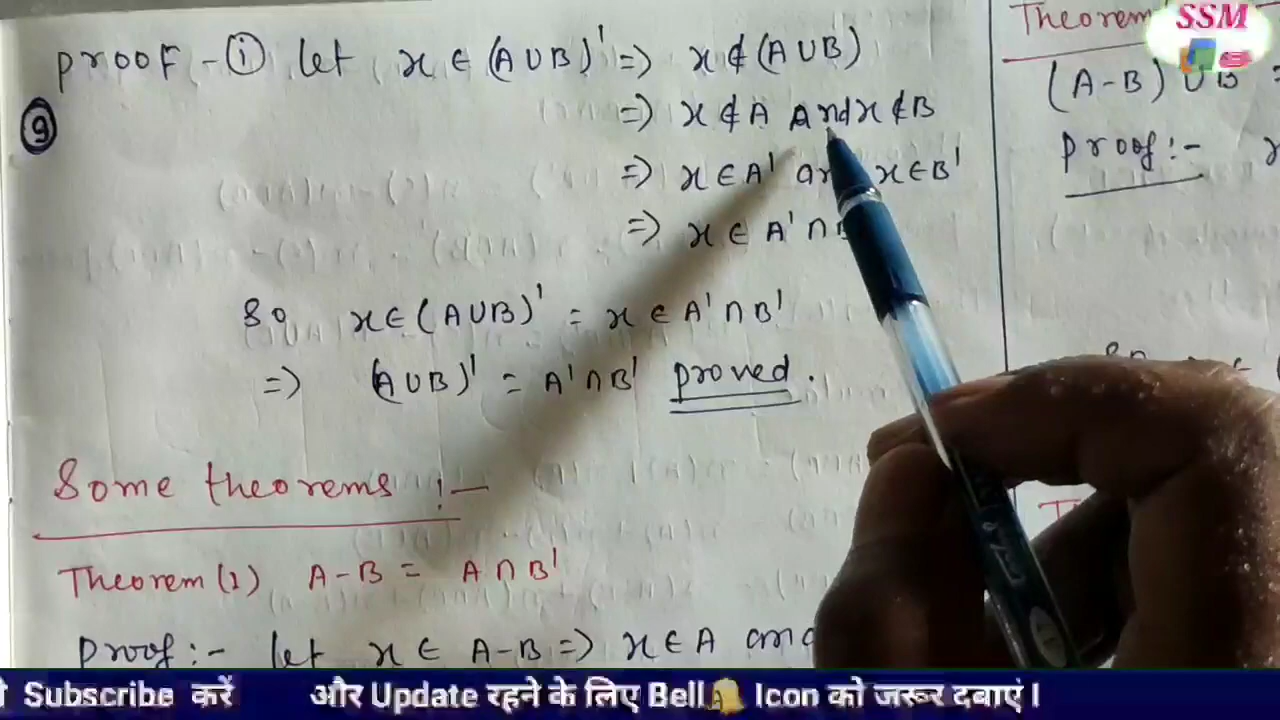 Proof - (i) Let x ∈ (A ∪ B)' => x ∉ (A ∪ B)
(9)
=> x ∉ A And x ∉ B
=> x ∈ A' x ∈ B'
=> x ∈ A' ∩
So x ∈ (A ∪ B)' = x ∈ A' ∩ B'
=> (A ∪ B)' = A' ∩ B' proved.
Some theorems :-
Theorem (1) A - B = A ∩ B'
Proof :- let x ∈ A - B => x ∈ A and
Theorem
(A - B) ∪ B
Proof :- x
So
SSM
Subscribe करें और Update रहने के लिए Bell 🔔 Icon को जरूर दबाएं।